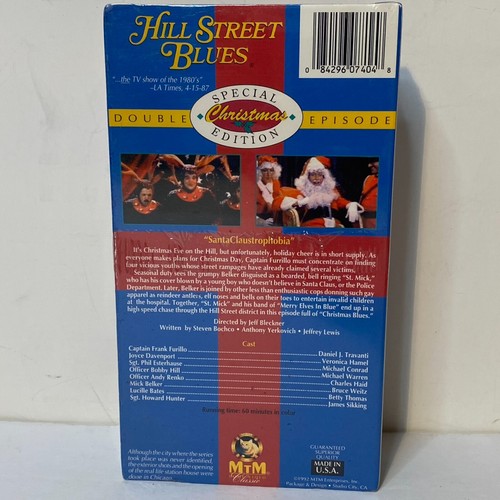 HILL STREET
BLUES
"...the TV show of the 1980's"
–LA Times, 4-15-87
0 84296 07404 8
SPECIAL
DOUBLE Christmas EPISODE
EDITION
"SantaClaustrophobia"
It's Christmas Eve on the Hill, but unfortunately, holiday cheer is in short supply. As
everyone makes plans for Christmas Day, Captain Furillo must concentrate on finding
four vicious youths whose street rampages have already claimed several victims.
Seasonal duty sees the grumpy Belker disguised as a bearded, bell ringing "St. Mick,"
who has his cover blown by a young boy who doesn't believe in Santa Claus, or the Police
Department. Later, Belker is joined by other less than enthusiastic cops donning such gay
apparel as reindeer antlers, elf noses and bells on their toes to entertain invalid children
at the hospital. Together, "St. Mick" and his band of "Merry Elves In Blue" end up in a
high speed chase through the Hill Street district in this episode full of "Christmas Blues."
Directed by Jeff Bleckner
Written by Steven Bochco • Anthony Yerkovich • Jeffrey Lewis
Cast
Captain Frank Furillo Daniel J. Travanti
Joyce Davenport Veronica Hamel
Sgt. Phil Esterhause Michael Conrad
Officer Bobby Hill Michael Warren
Officer Andy Renko Charles Haid
Mick Belker Bruce Weitz
Lucille Bates Betty Thomas
Sgt. Howard Hunter James Sikking
Running time: 60 minutes in color
Although the city where the series
took place was never identified,
the exterior shots and the opening
of the real life station house were
done in Chicago.
MTM
Classic
GUARANTEED
SUPERIOR
QUALITY
MADE IN
U.S.A.
©1992 MTM Enterprises, Inc.
Package & Design • Studio City, CA